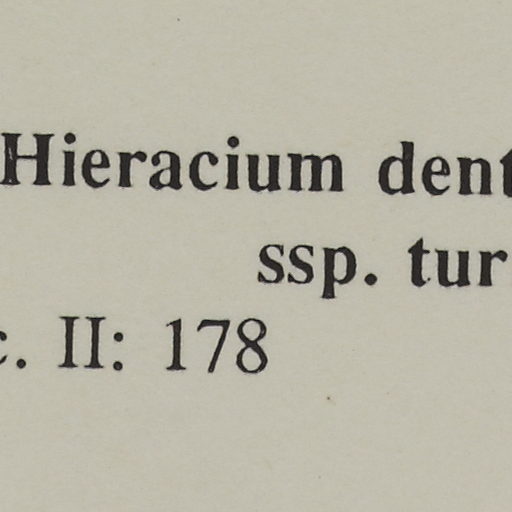 Hieracium dent
ssp. tur
c. II: 178